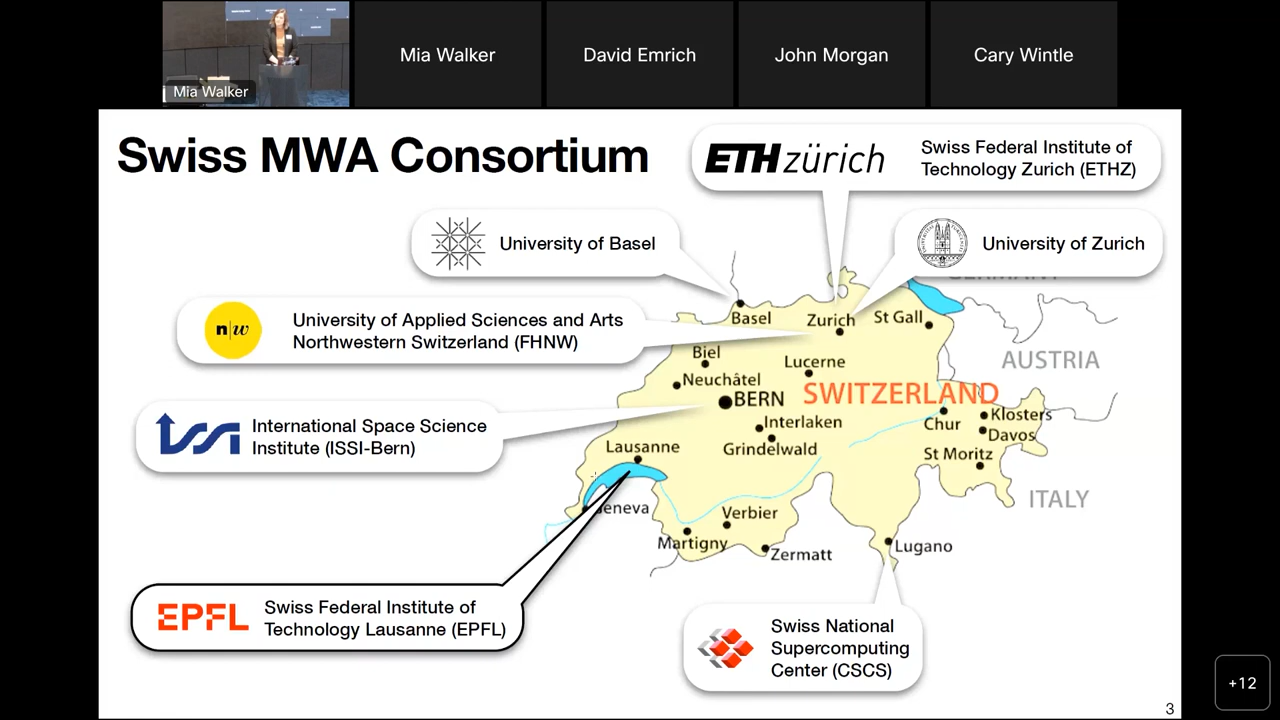 Mia Walker
Mia Walker
David Emrich
John Morgan
Cary Wintle
Swiss MWA Consortium
ETH zürich
Swiss Federal Institute of
Technology Zurich (ETHZ)
University of Basel
University of Zurich
GERMANY
n|w
University of Applied Sciences and Arts
Northwestern Switzerland (FHNW)
Basel
Zurich
St Gall
Biel
Lucerne
AUSTRIA
Neuchâtel
BERN
SWITZERLAND
Klosters
Chur
Davos
Interlaken
Grindelwald
St Moritz
ISSI
International Space Science
Institute (ISSI-Bern)
Lausanne
Geneva
Verbier
Martigny
Zermatt
Lugano
ITALY
EPFL
Swiss Federal Institute of
Technology Lausanne (EPFL)
Swiss National
Supercomputing
Center (CSCS)
+12
3